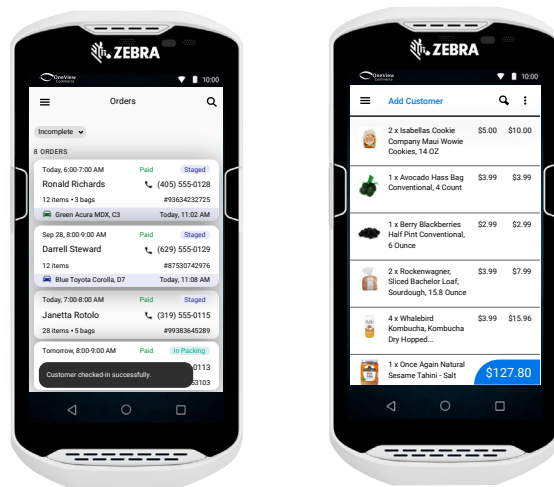 ZEBRA
OneView
Commerce
10:00
Orders
Incomplete
8 ORDERS
Today, 6:00-7:00 AM Paid Staged
Ronald Richards (405) 555-0128
12 items • 3 bags #93634232725
Green Acura MDX, C3 Today, 11:02 AM
Sep 28, 8:00-9:00 AM Paid Staged
Darrell Steward (629) 555-0129
12 items #87530742976
Blue Toyota Corolla, D7 Today, 11:08 AM
Today, 7:00-8:00 AM Paid Staged
Janetta Rotolo (319) 555-0115
28 items • 5 bags #99383645289
Tomorrow, 8:00-9:00 AM Paid In Packing
-0113
Customer checked-in successfully.
53103
ZEBRA
OneView
Commerce
10:00
Add Customer
2 x Isabellas Cookie $5.00 $10.00
Company Maui Wowie
Cookies, 14 OZ
1 x Avocado Hass Bag $3.99 $3.99
Conventional, 4 Count
1 x Berry Blackberries $2.99 $2.99
Half Pint Conventional,
6 Ounce
2 x Rockenwagner, $3.99 $7.99
Sliced Bachelor Loaf,
Sourdough, 15.8 Ounce
4 x Whalebird $3.99 $15.96
Kombucha, Kombucha
Dry Hopped...
1 x Once Again Natural
Sesame Tahini - Salt
$127.80